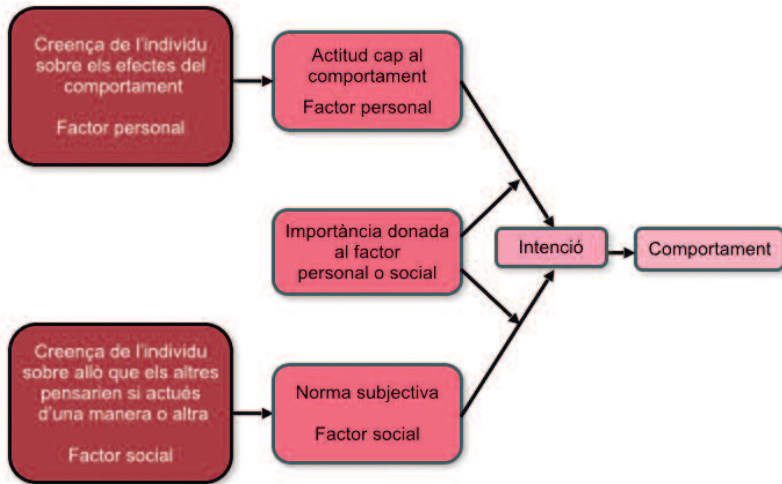 Creença de l'individu
sobre els efectes del
comportament
Factor personal
Actitud cap al
comportament
Factor personal
Importància donada
al factor
personal o social
Intenció
Comportament
Creença de l'individu
sobre allò que els altres
pensarien si actués
d'una manera o altra
Factor social
Norma subjectiva
Factor social